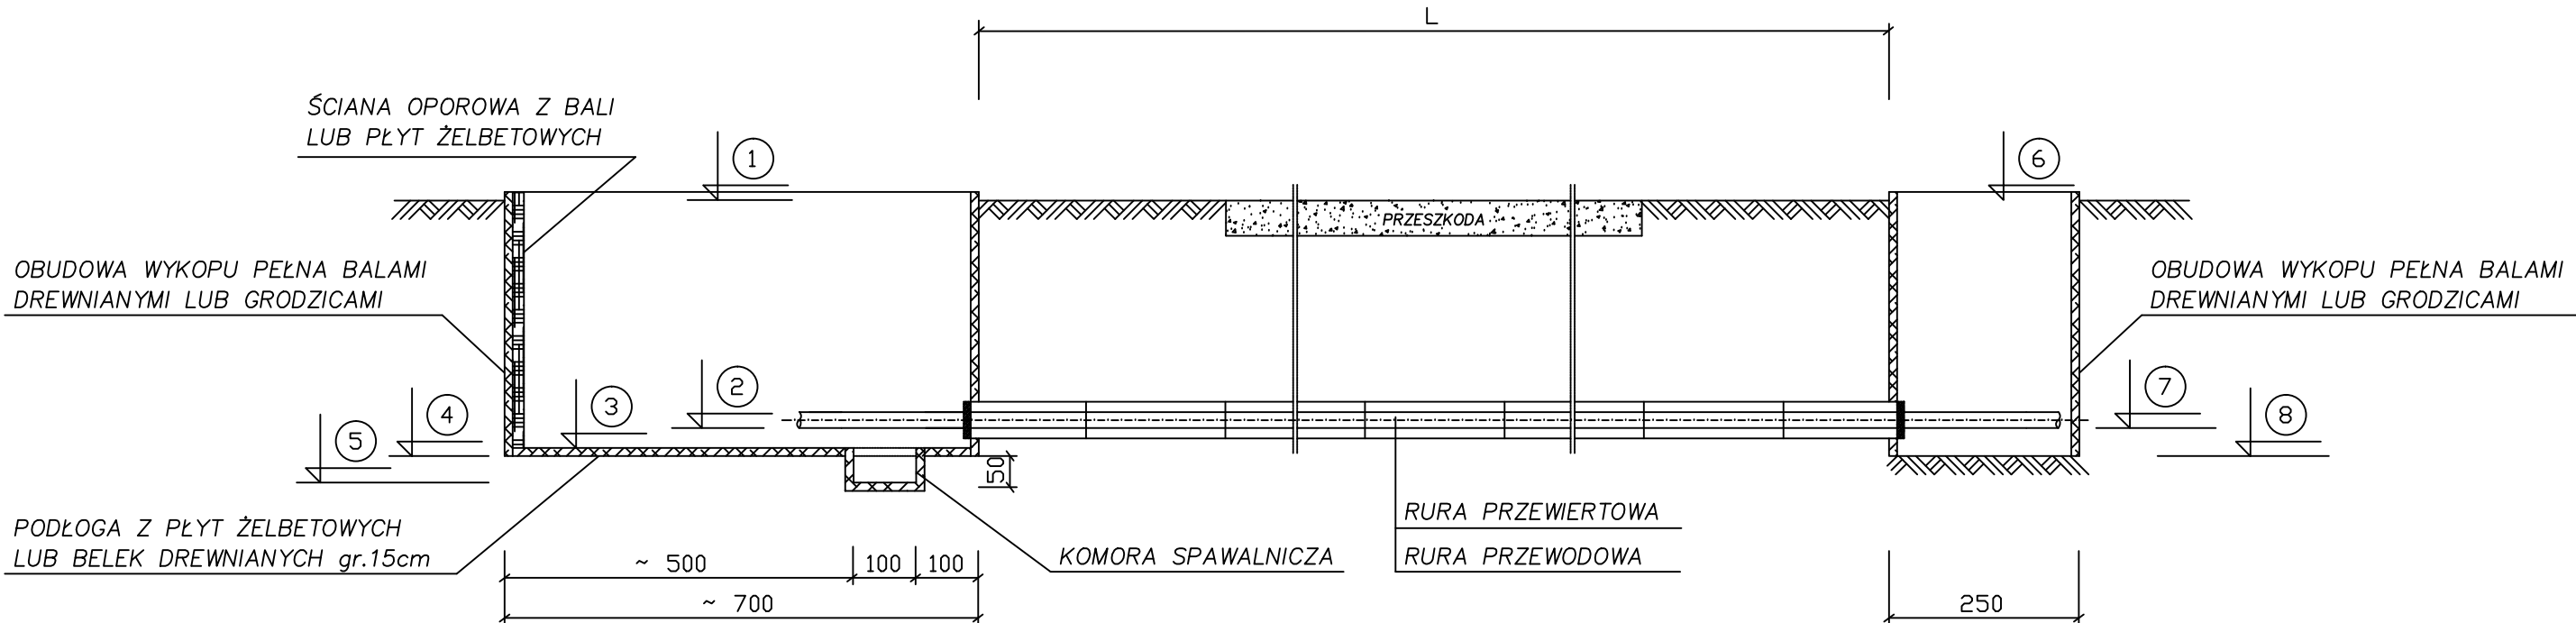 L
ŚCIANA OPOROWA Z BALI
LUB PŁYT ŻELBETOWYCH
1
6
PRZESZKODA
OBUDOWA WYKOPU PEŁNA BALAMI
DREWNIANYMI LUB GRODZICAMI
OBUDOWA WYKOPU PEŁNA BALAMI
DREWNIANYMI LUB GRODZICAMI
2
3
4
5
7
8
50
PODŁOGA Z PŁYT ŻELBETOWYCH
LUB BELEK DREWNIANYCH gr.15cm
KOMORA SPAWALNICZA
RURA PRZEWIERTOWA
RURA PRZEWODOWA
~ 500
100
100
~ 700
250